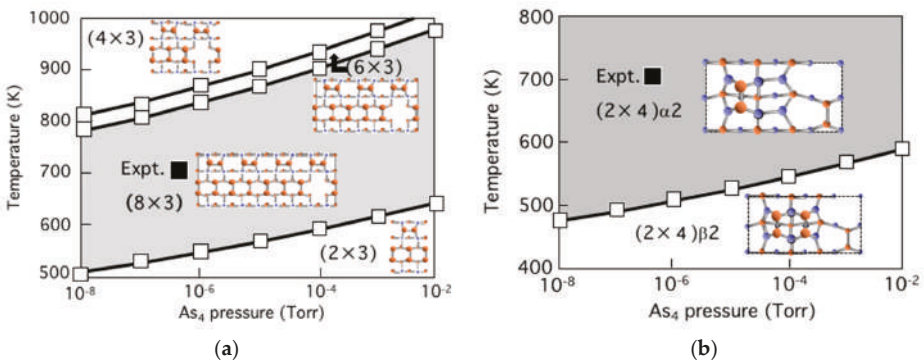 1000
900
800
700
600
500
Temperature (K)
(4×3)
(6×3)
Expt.
(8×3)
(2×3)
10-8
10-6
10-4
10-2
As4 pressure (Torr)
(a)
800
700
600
500
400
Temperature (K)
Expt.
(2×4)α2
(2×4)β2
10-8
10-6
10-4
10-2
As4 pressure (Torr)
(b)